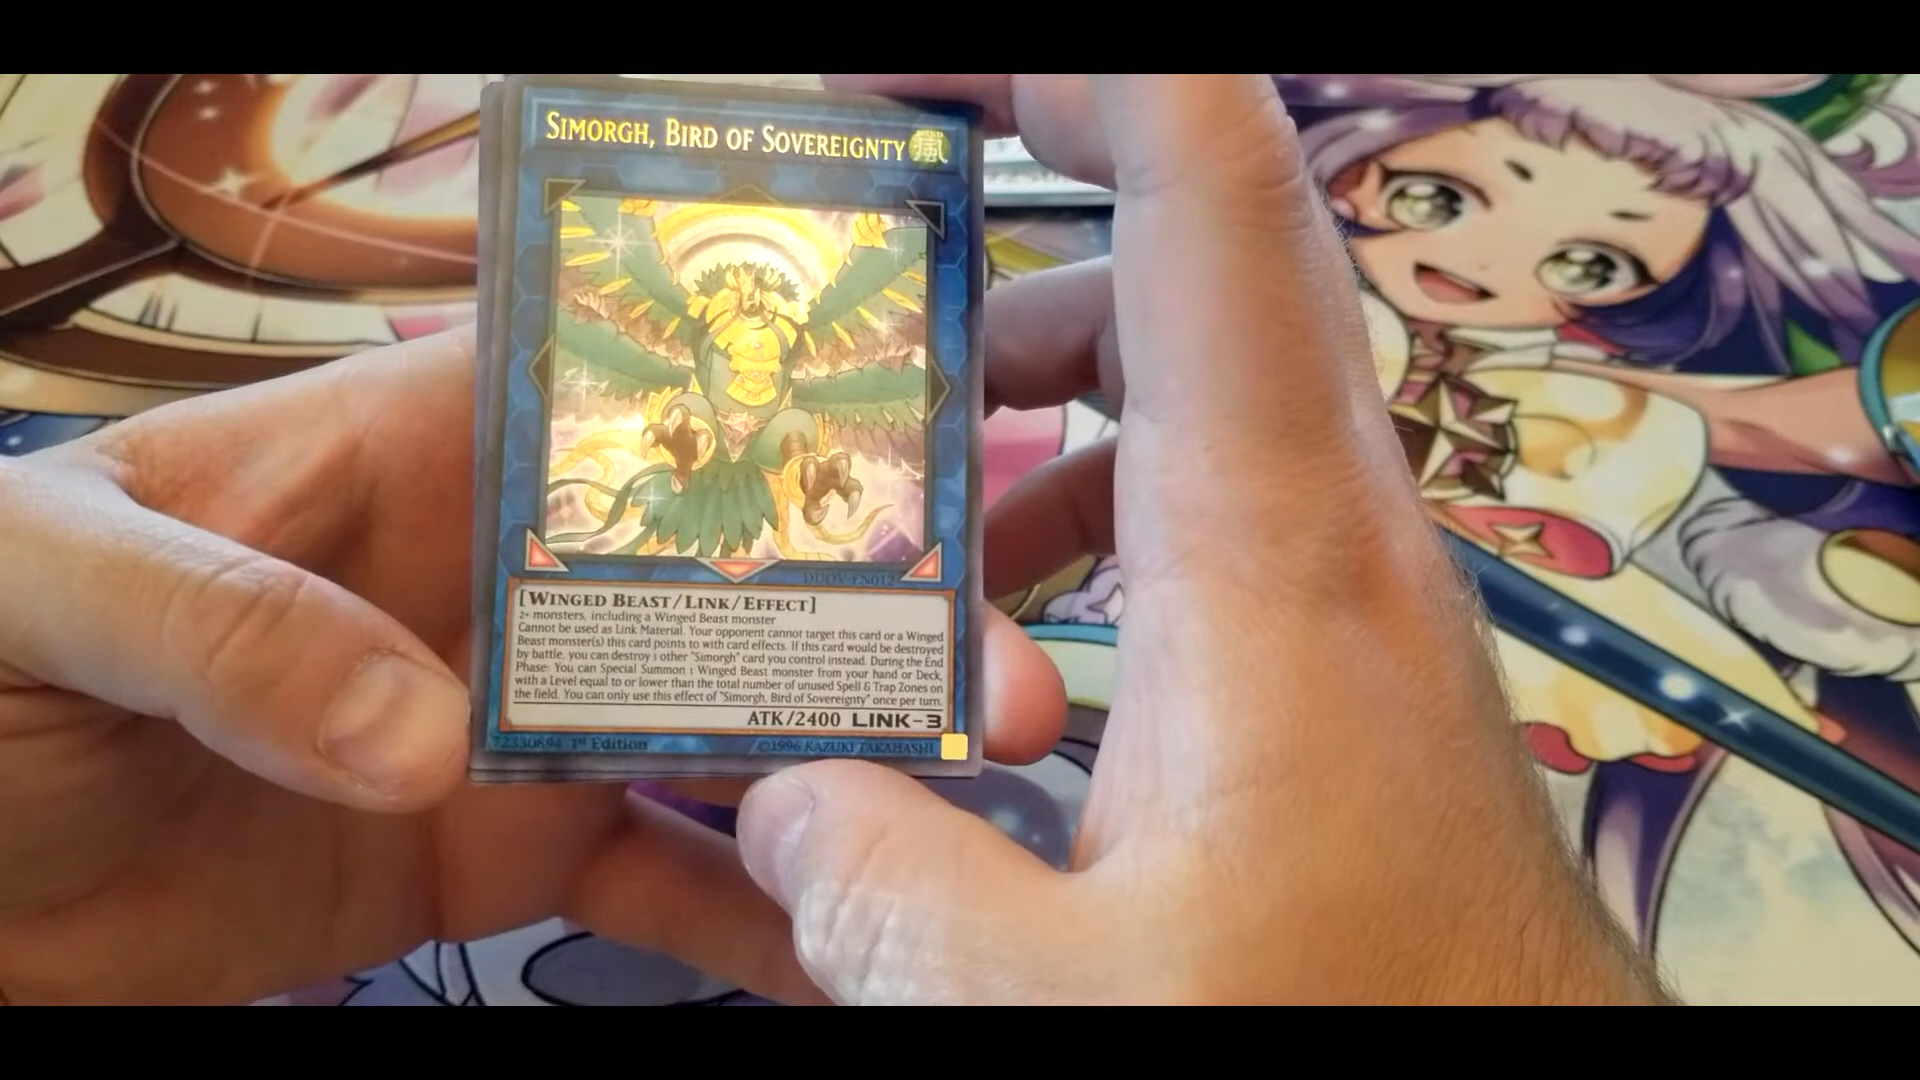 SIMORGH, BIRD OF SOVEREIGNTY
WIND
風
DUOV-EN012
[WINGED BEAST/LINK/EFFECT]
2+ monsters, including a Winged Beast monster
Cannot be used as Link Material. Your opponent cannot target this card or a Winged
Beast monster(s) this card points to with card effects. If this card would be destroyed
by battle, you can destroy 1 other "Simorgh" card you control instead. During the End
Phase: You can Special Summon 1 Winged Beast monster from your hand or Deck,
with a Level equal to or lower than the total number of unused Spell & Trap Zones on
the field. You can only use this effect of "Simorgh, Bird of Sovereignty" once per turn.
ATK/2400 LINK-3
72330894 1st Edition
©1996 KAZUKI TAKAHASHI